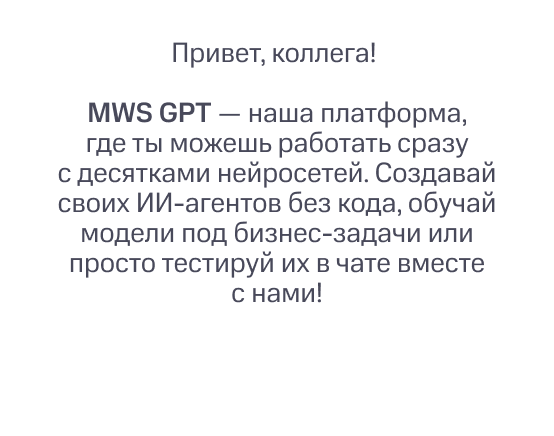 Привет, коллега!
MWS GPT — наша платформа,
где ты можешь работать сразу
с десятками нейросетей. Создавай
своих ИИ-агентов без кода, обучай
модели под бизнес-задачи или
просто тестируй их в чате вместе
с нами!